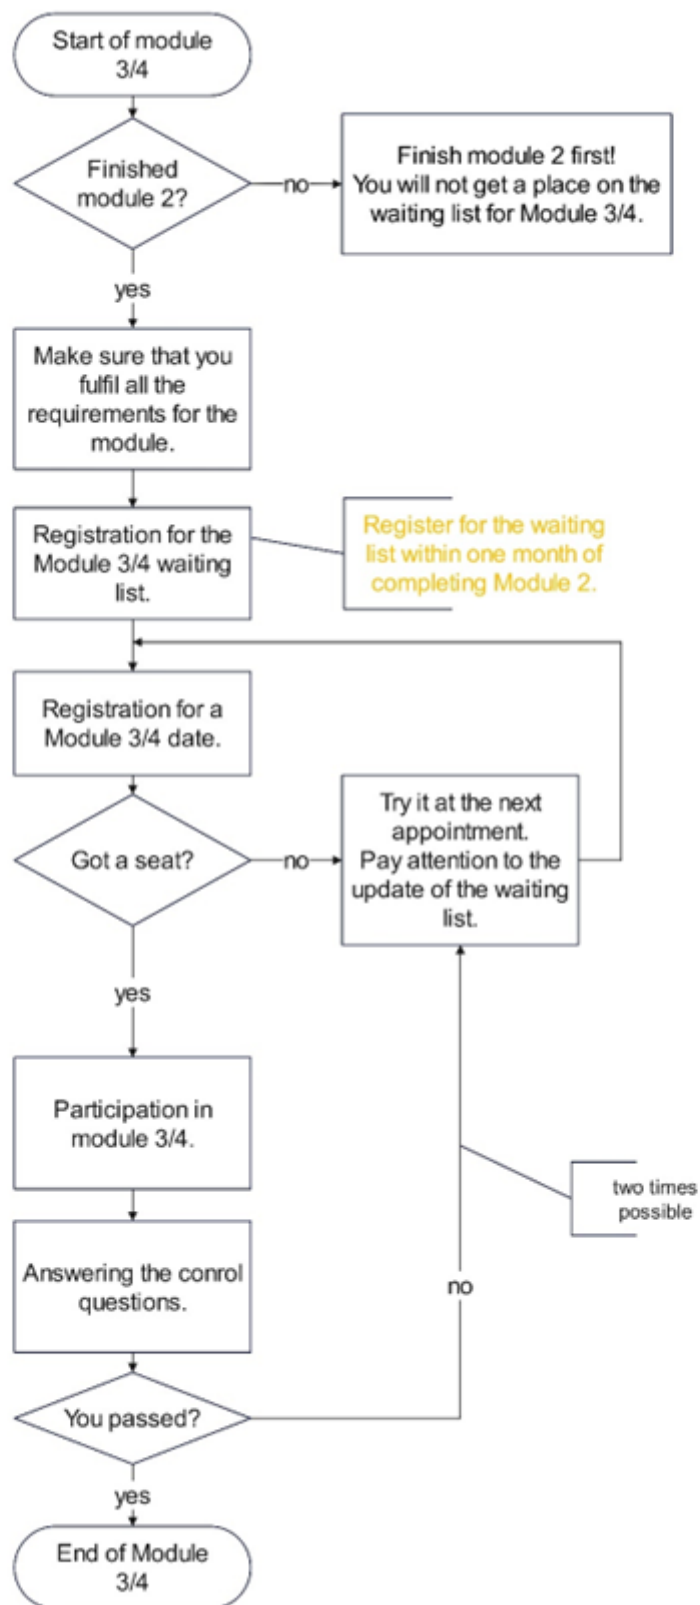 Start of module
3/4
Finished
module 2?
no
Finish module 2 first!
You will not get a place on the
waiting list for Module 3/4.
yes
Make sure that you
fulfil all the
requirements for the
module.
Registration for the
Module 3/4 waiting
list.
Register for the waiting
list within one month of
completing Module 2.
Registration for a
Module 3/4 date.
Got a seat?
no
Try it at the next
appointment.
Pay attention to the
update of the waiting
list.
yes
Participation in
module 3/4.
two times
possible
Answering the conrol
questions.
no
You passed?
yes
End of Module
3/4